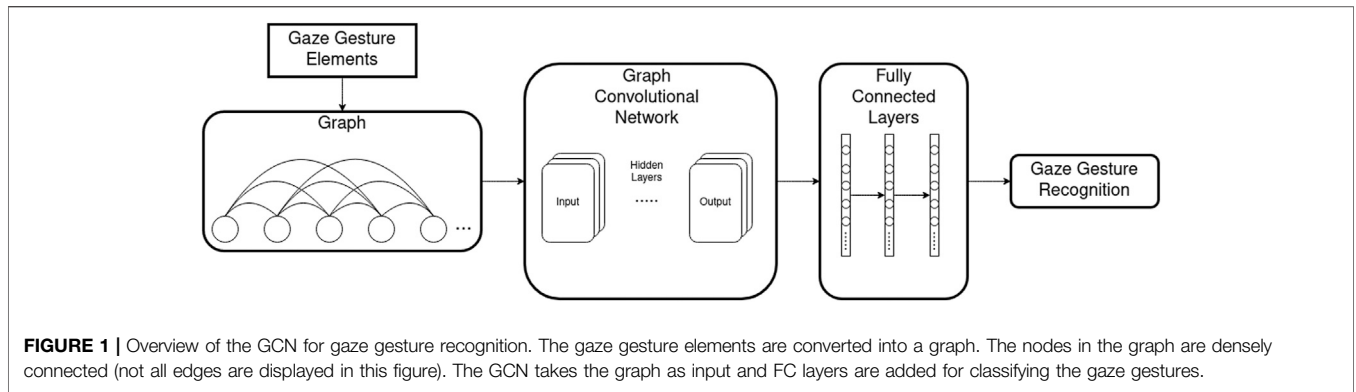 Gaze Gesture
Elements
Graph
...
Graph
Convolutional
Network
Input
Hidden
Layers
.....
Output
Fully
Connected
Layers
Gaze Gesture
Recognition
FIGURE 1 | Overview of the GCN for gaze gesture recognition. The gaze gesture elements are converted into a graph. The nodes in the graph are densely
connected (not all edges are displayed in this figure). The GCN takes the graph as input and FC layers are added for classifying the gaze gestures.